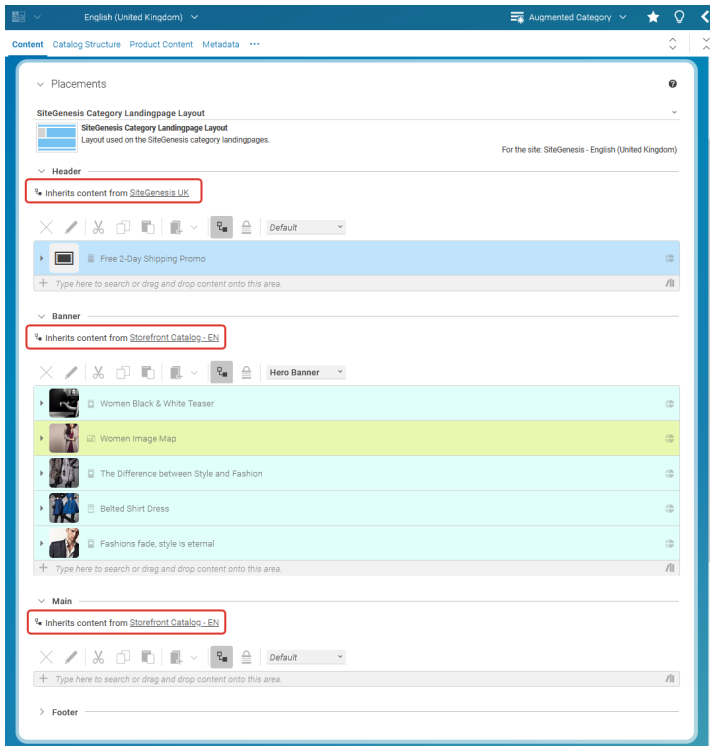 English (United Kingdom)
Augmented Category
Content Catalog Structure Product Content Metadata ...
Placements
SiteGenesis Category Landingpage Layout
SiteGenesis Category Landingpage Layout
Layout used on the SiteGenesis category landingpages.
For the site: SiteGenesis - English (United Kingdom)
Header
Inherits content from SiteGenesis UK
Default
Free 2-Day Shipping Promo
Type here to search or drag and drop content onto this area.
Banner
Inherits content from Storefront Catalog - EN
Hero Banner
Women Black & White Teaser
Women Image Map
The Difference between Style and Fashion
Belted Shirt Dress
Fashions fade, style is eternal
Type here to search or drag and drop content onto this area.
Main
Inherits content from Storefront Catalog - EN
Default
Type here to search or drag and drop content onto this area.
Footer